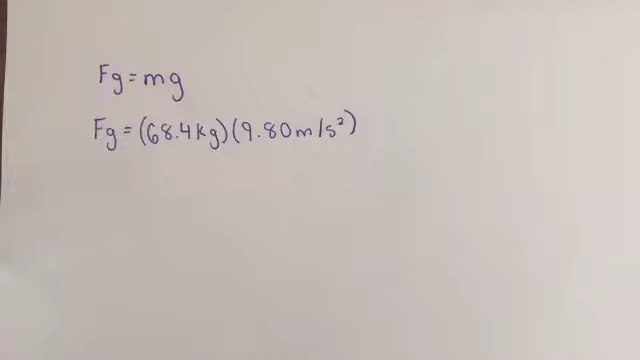 Fg = mg
Fg = (68.4kg)(9.80m/s²)